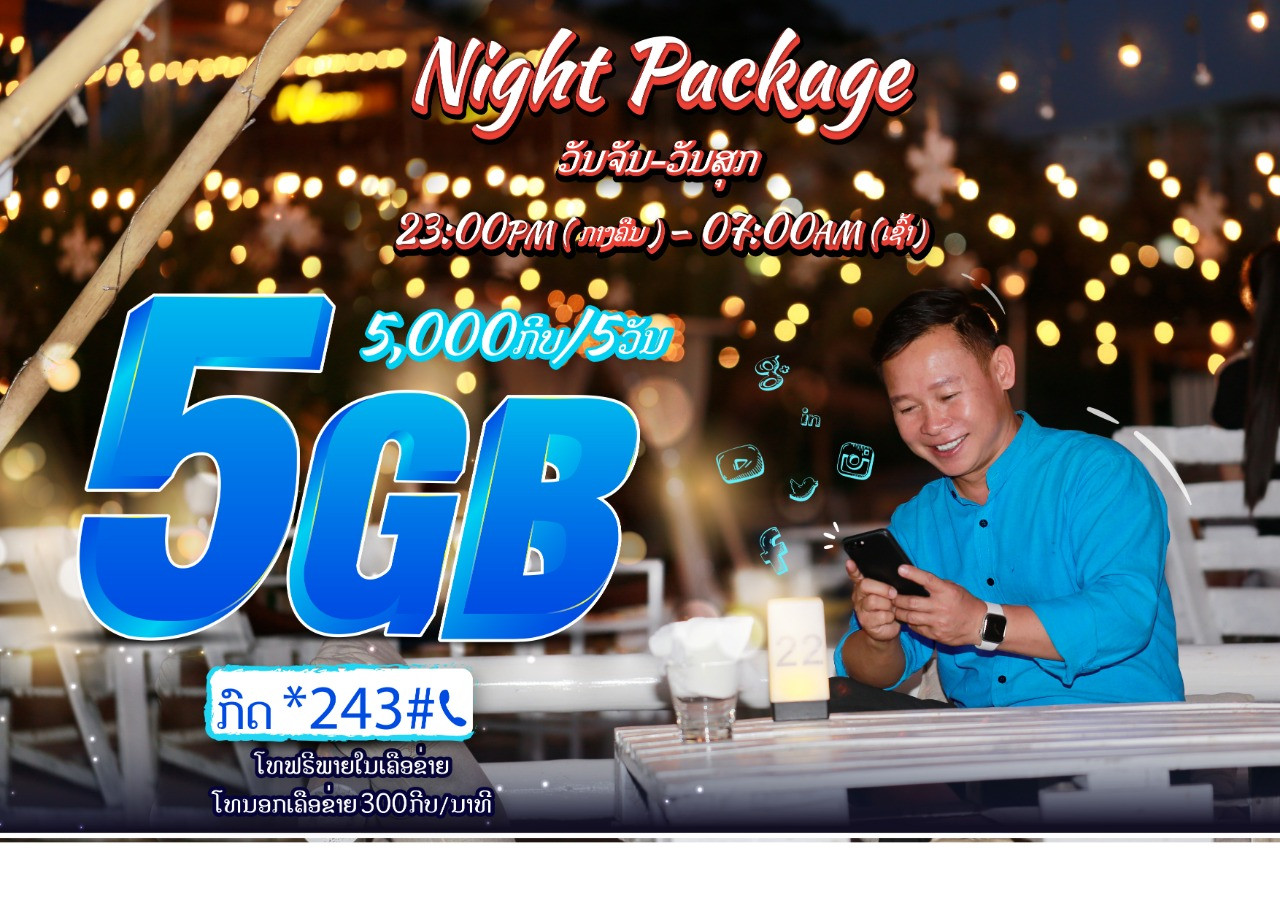 Night Package
ວັນຈັນ-ວັນສຸກ
23:00PM (ກາງຄືນ) - 07:00AM (ເຊົ້າ)
5,000ກີບ/5ວັນ
5GB
in
22
ກົດ *243#
ໂທຟຣີພາຍໃນເຄືອຂ່າຍ
ໂທນອກເຄືອຂ່າຍ 300ກີບ/ນາທີ